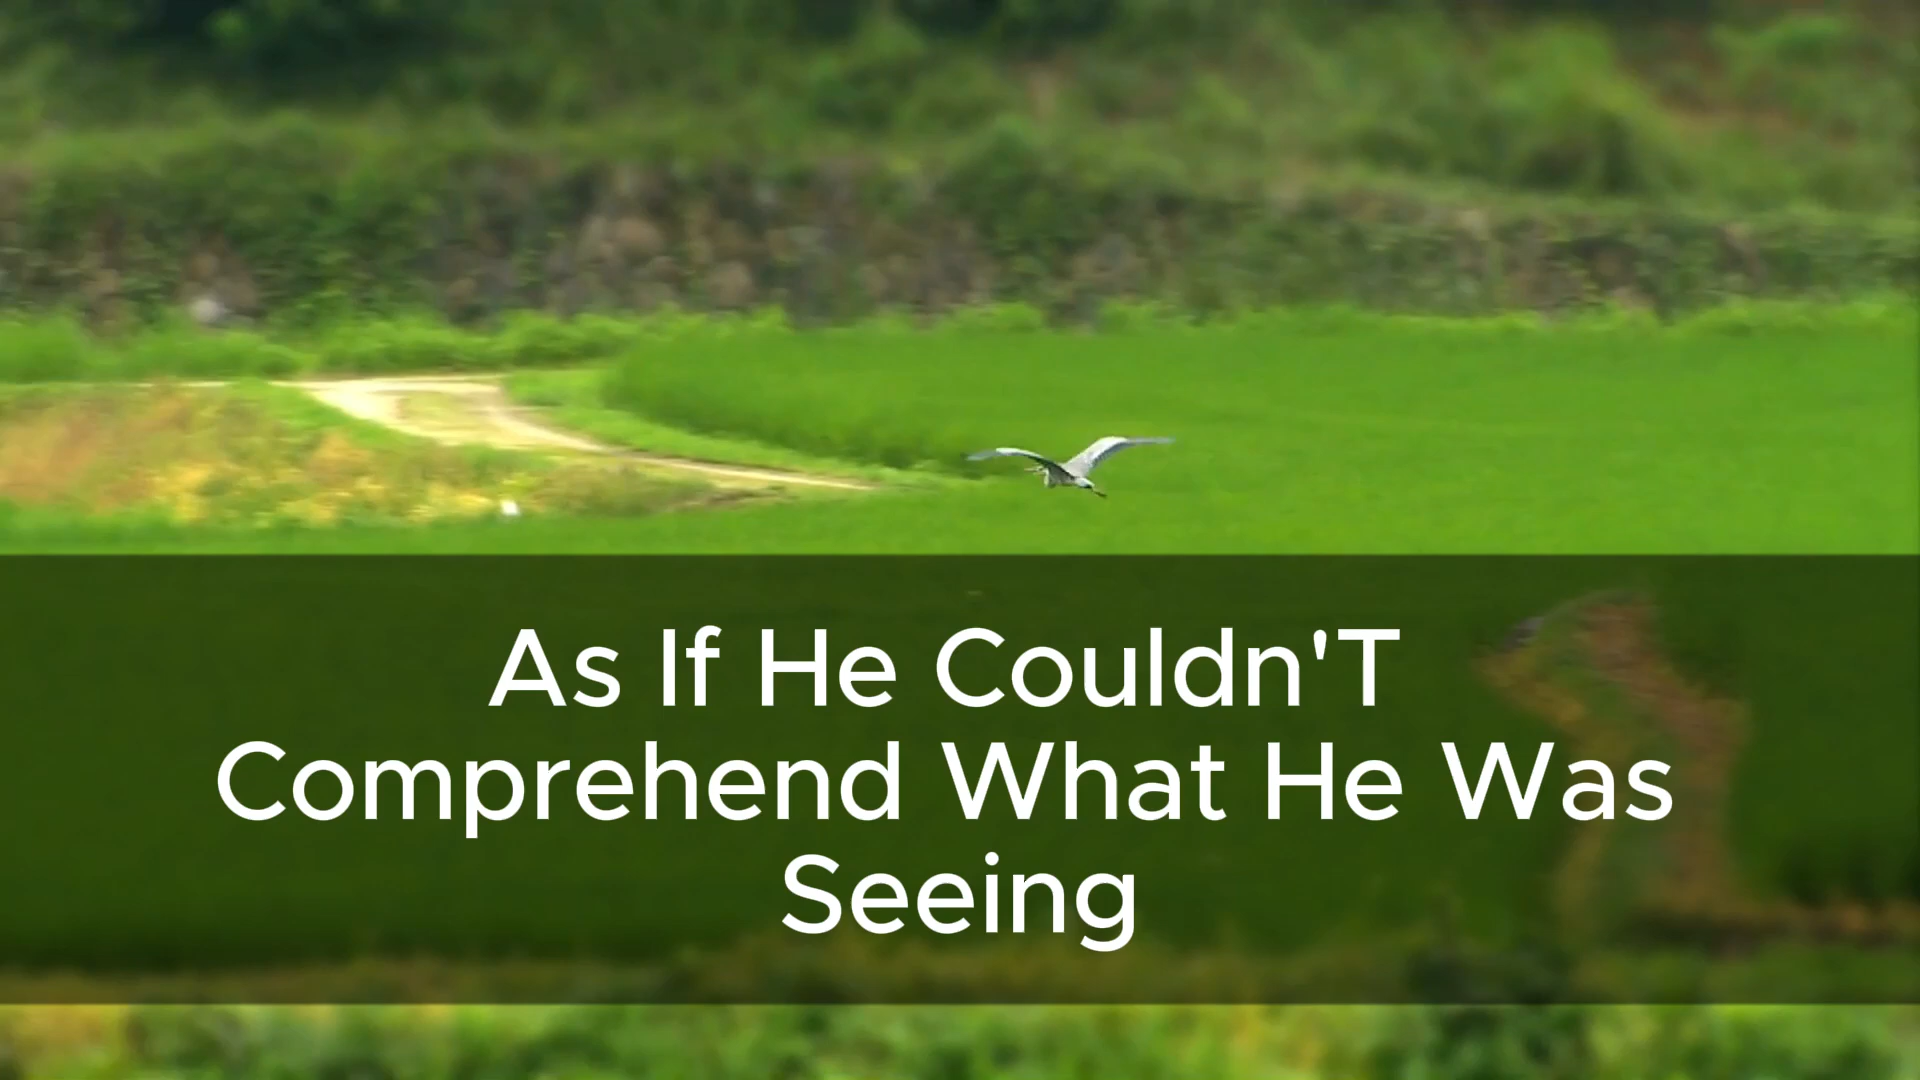 As If He Couldn'T
Comprehend What He Was
Seeing